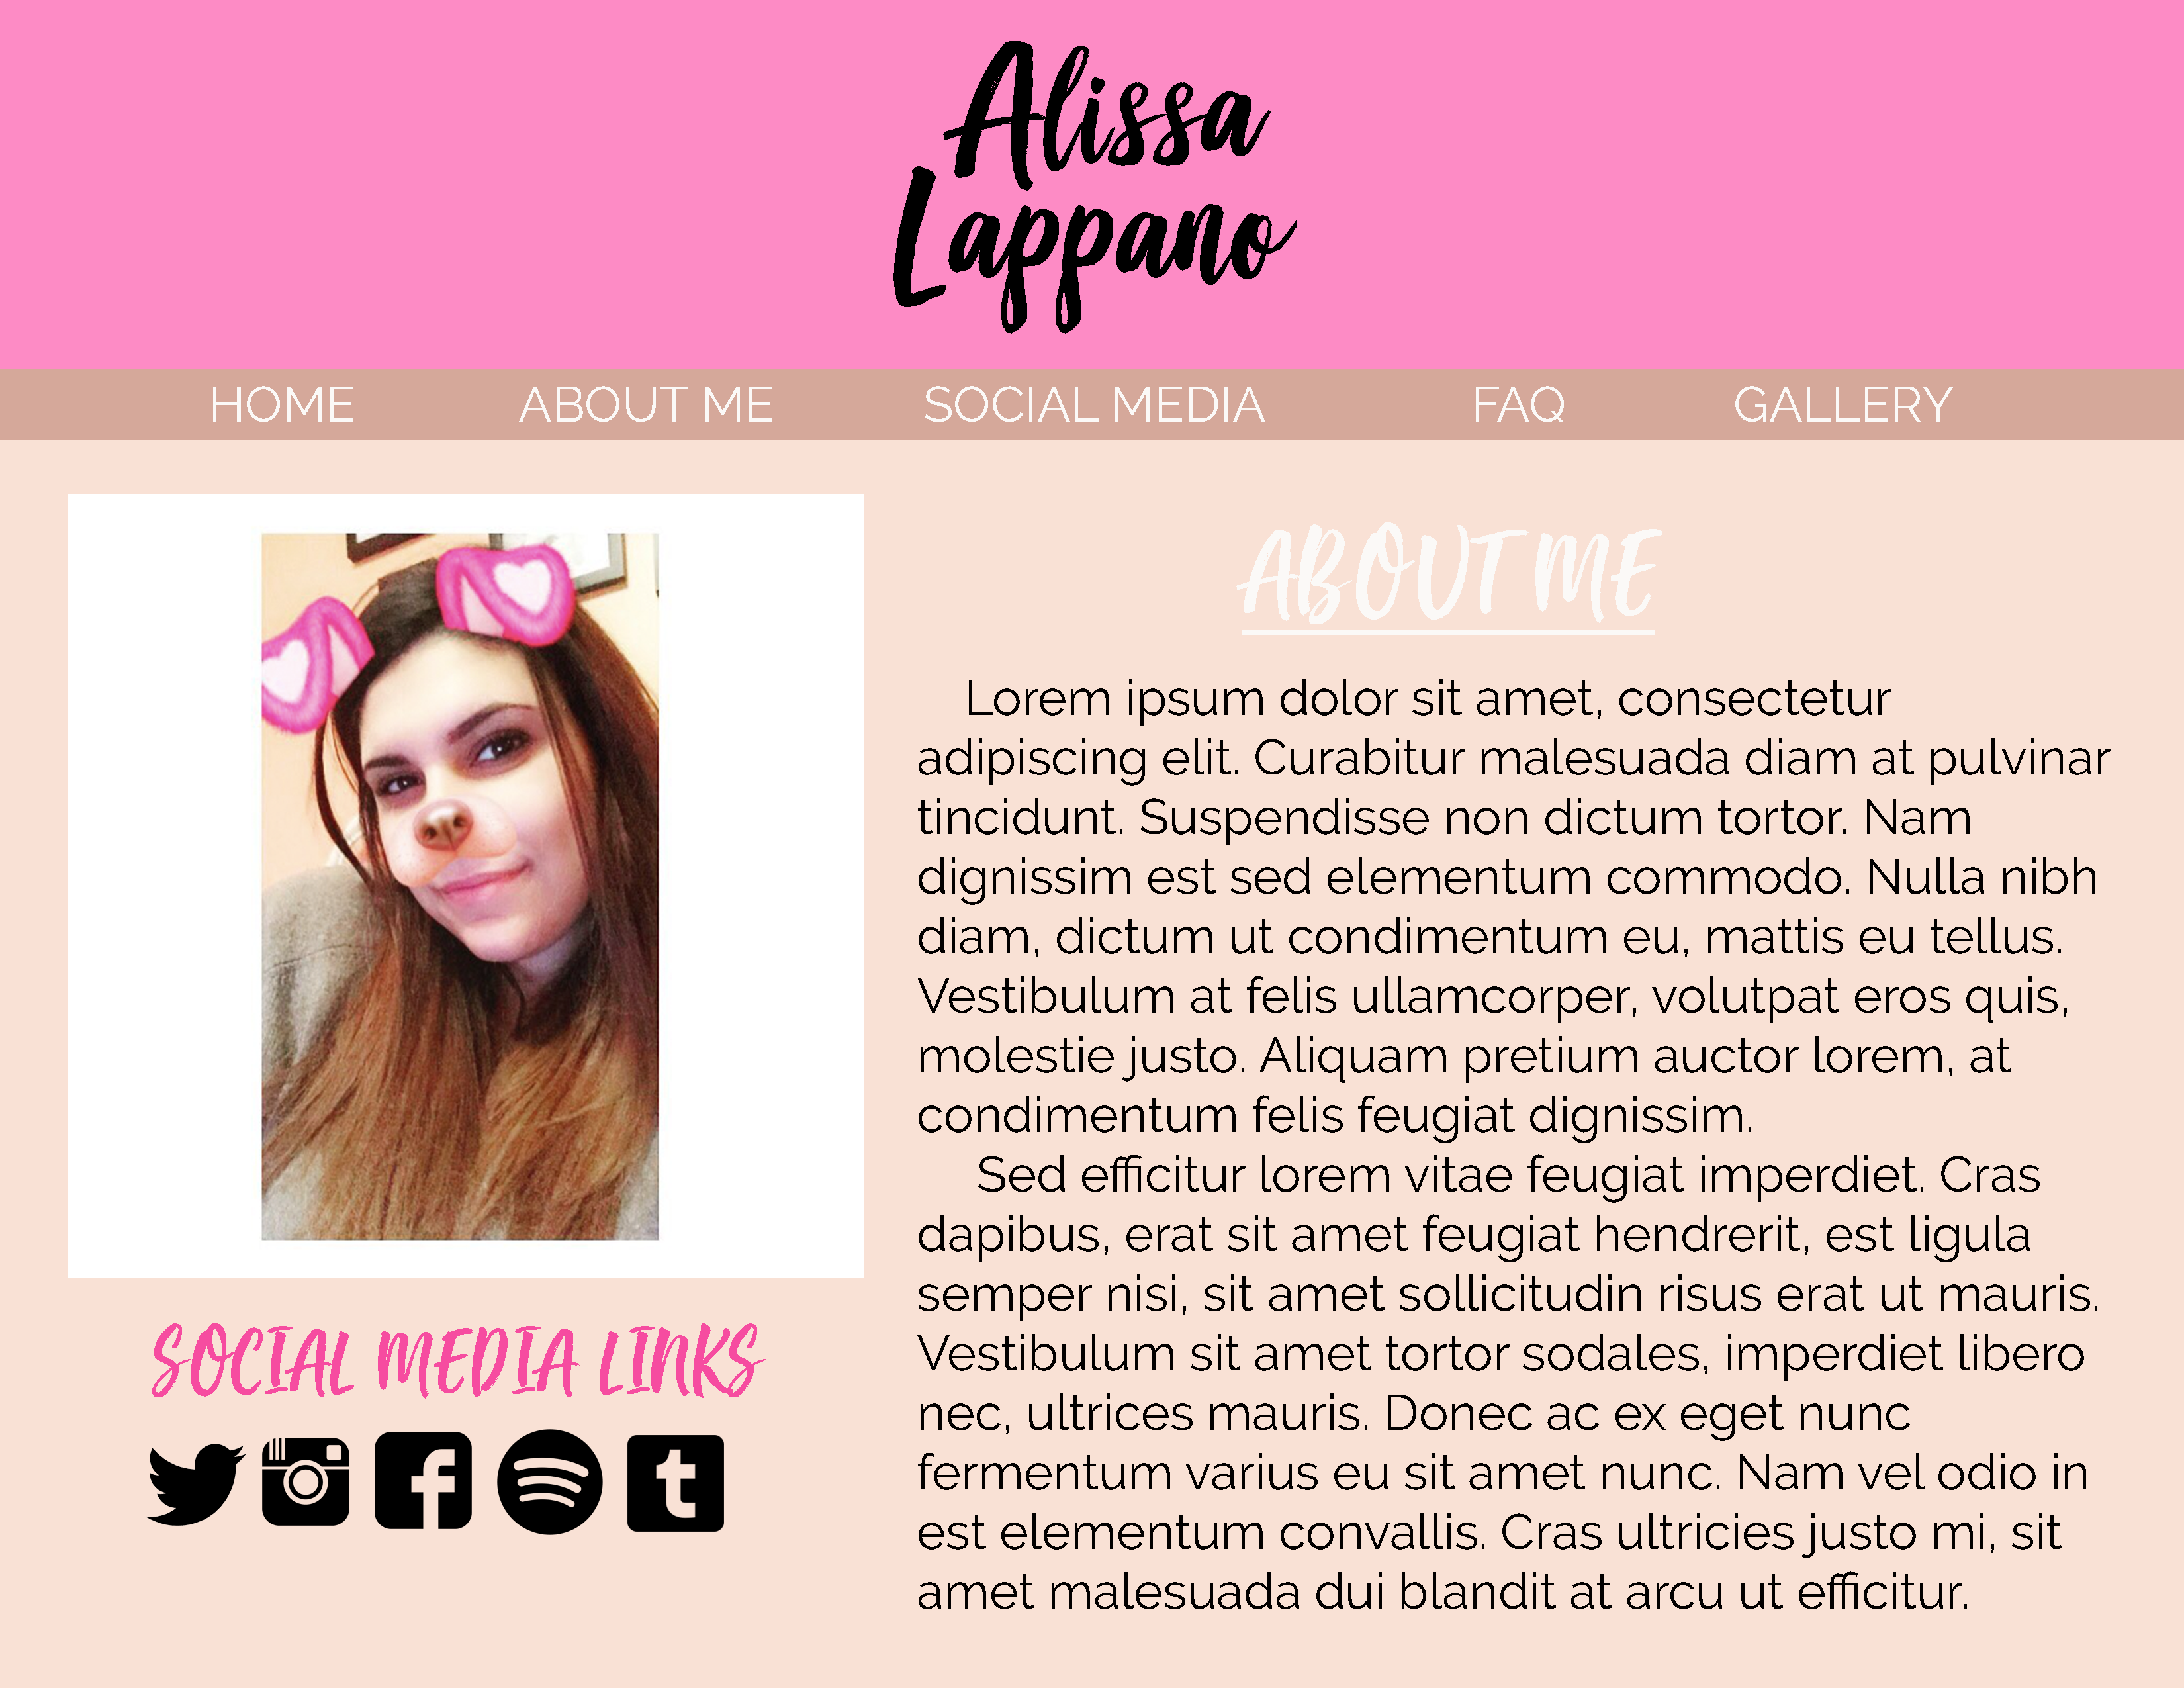 Alissa
Lappano
HOME ABOUT ME SOCIAL MEDIA FAQ GALLERY
ABOUT ME
Lorem ipsum dolor sit amet, consectetur
adipiscing elit. Curabitur malesuada diam at pulvinar
tincidunt. Suspendisse non dictum tortor. Nam
dignissim est sed elementum commodo. Nulla nibh
diam, dictum ut condimentum eu, mattis eu tellus.
Vestibulum at felis ullamcorper, volutpat eros quis,
molestie justo. Aliquam pretium auctor lorem, at
condimentum felis feugiat dignissim.
Sed efficitur lorem vitae feugiat imperdiet. Cras
dapibus, erat sit amet feugiat hendrerit, est ligula
semper nisi, sit amet sollicitudin risus erat ut mauris.
Vestibulum sit amet tortor sodales, imperdiet libero
nec, ultrices mauris. Donec ac ex eget nunc
fermentum varius eu sit amet nunc. Nam vel odio in
est elementum convallis. Cras ultricies justo mi, sit
amet malesuada dui blandit at arcu ut efficitur.
SOCIAL MEDIA LINKS